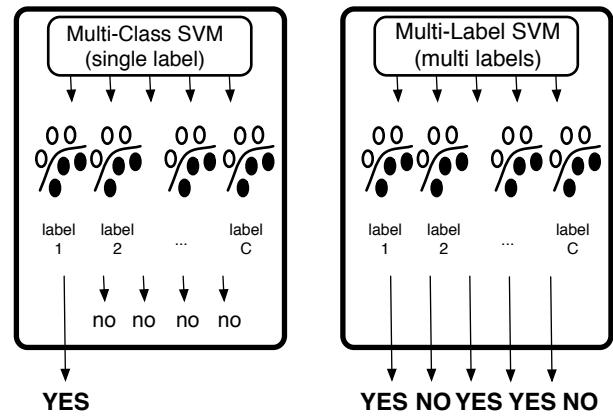 Multi-Class SVM
(single label)
label
1
label
2
...
label
C
no no no no
YES
Multi-Label SVM
(multi labels)
label
1
label
2
...
label
C
YES NO YES YES NO